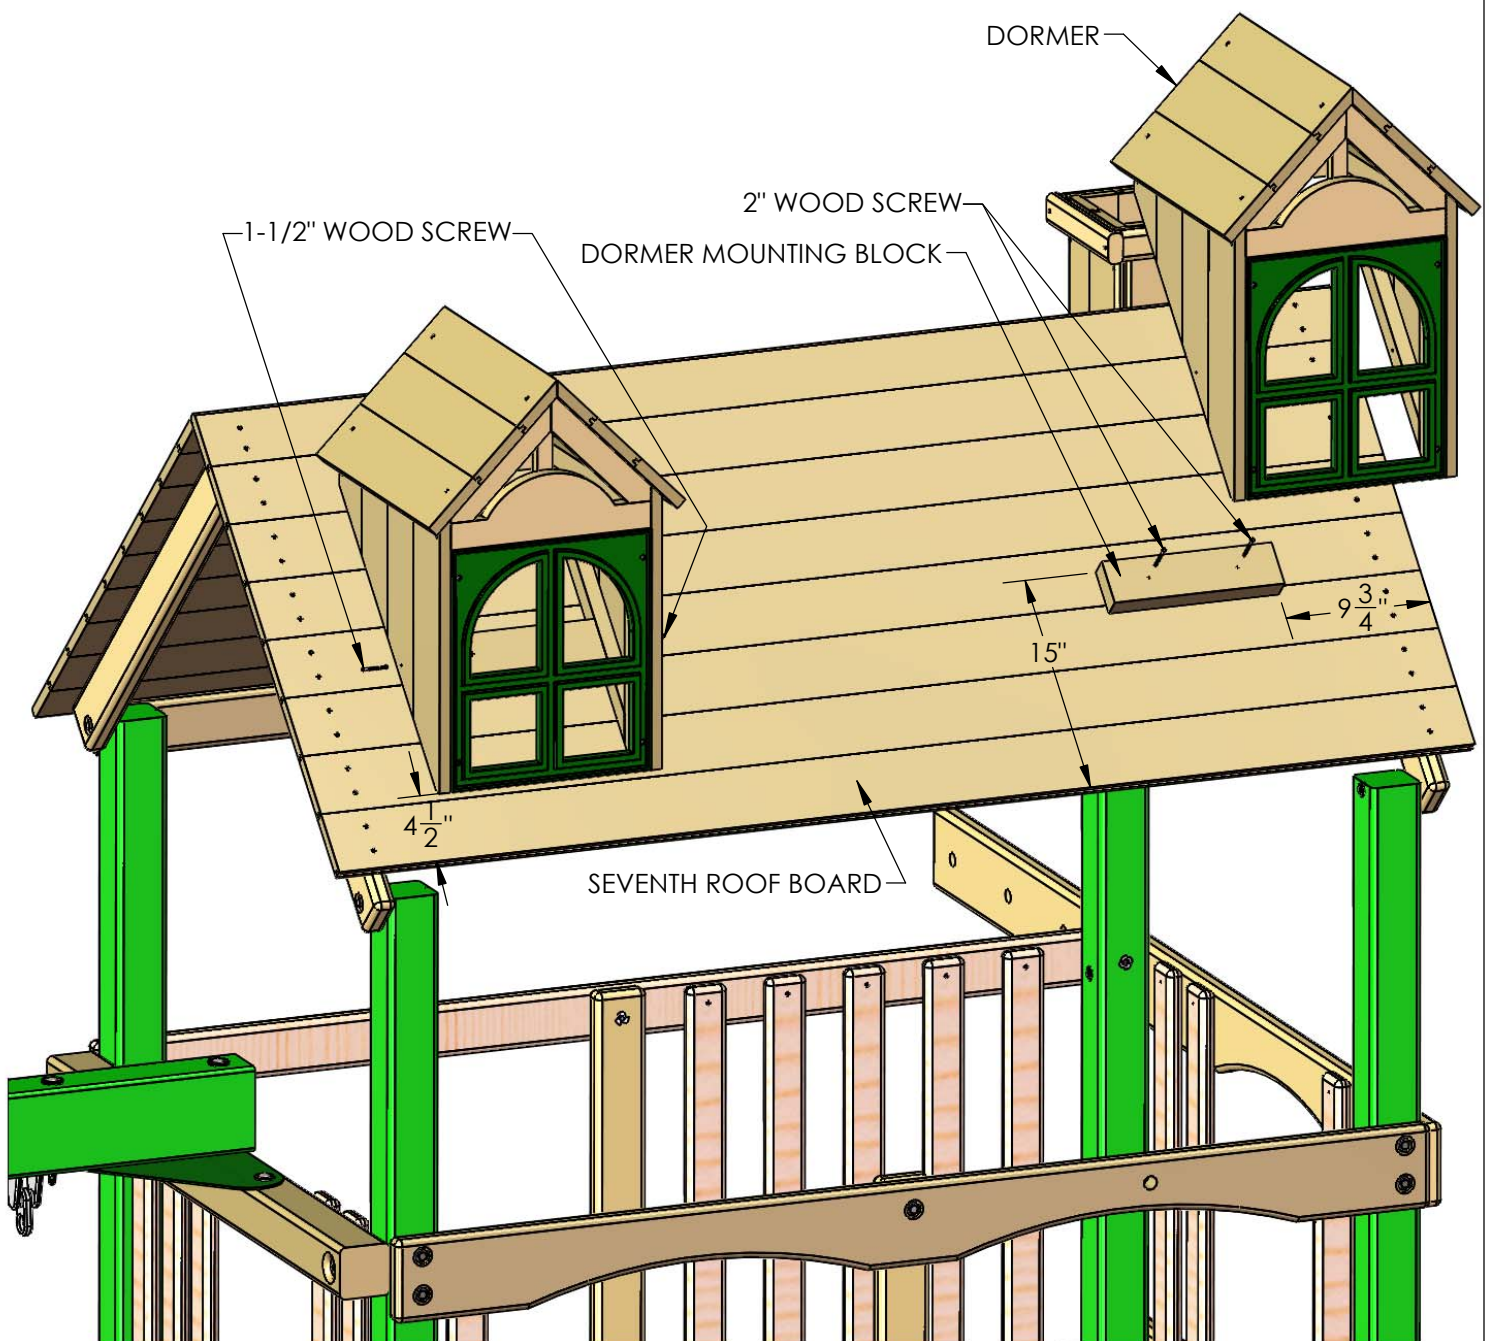 DORMER
2" WOOD SCREW
1-1/2" WOOD SCREW
DORMER MOUNTING BLOCK
9 3/4"
15"
4 1/2"
SEVENTH ROOF BOARD